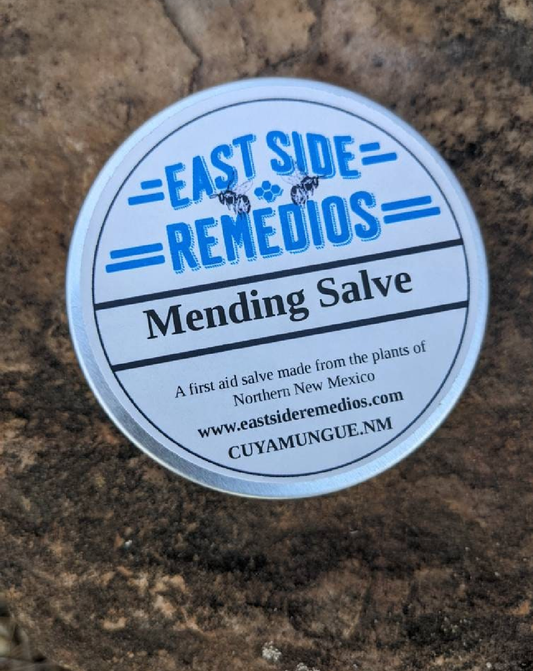 EAST SIDE
REMEDIOS
Mending Salve
A first aid salve made from the plants of
Northern New Mexico
www.eastsideremedios.com
CUYAMUNGUE.NM